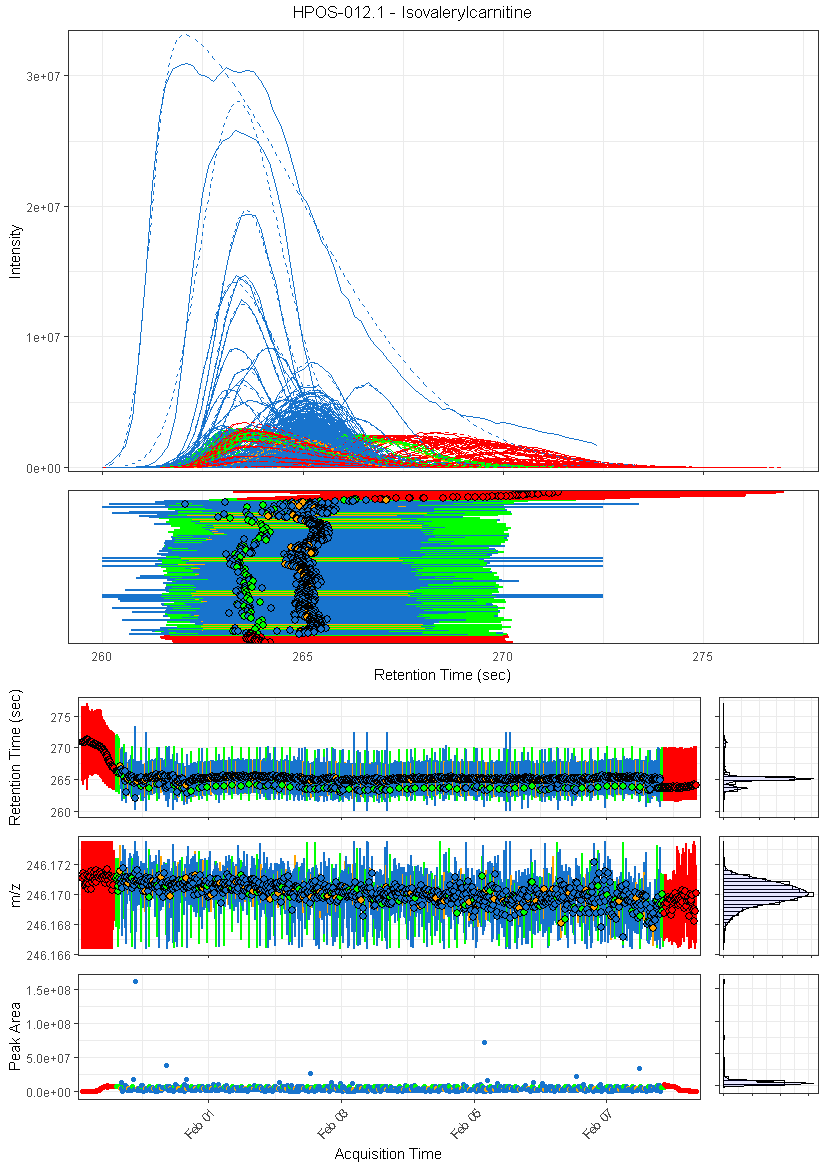 HPOS-012.1 - Isovalerylcarnitine
Intensity
3e+07
2e+07
1e+07
0e+00
260
265
270
275
Retention Time (sec)
Retention Time (sec)
275
270
265
260
m/z
246.172
246.170
246.168
246.166
Peak Area
1.5e+08
1.0e+08
5.0e+07
0.0e+00
Feb 01
Feb 03
Feb 05
Feb 07
Acquisition Time